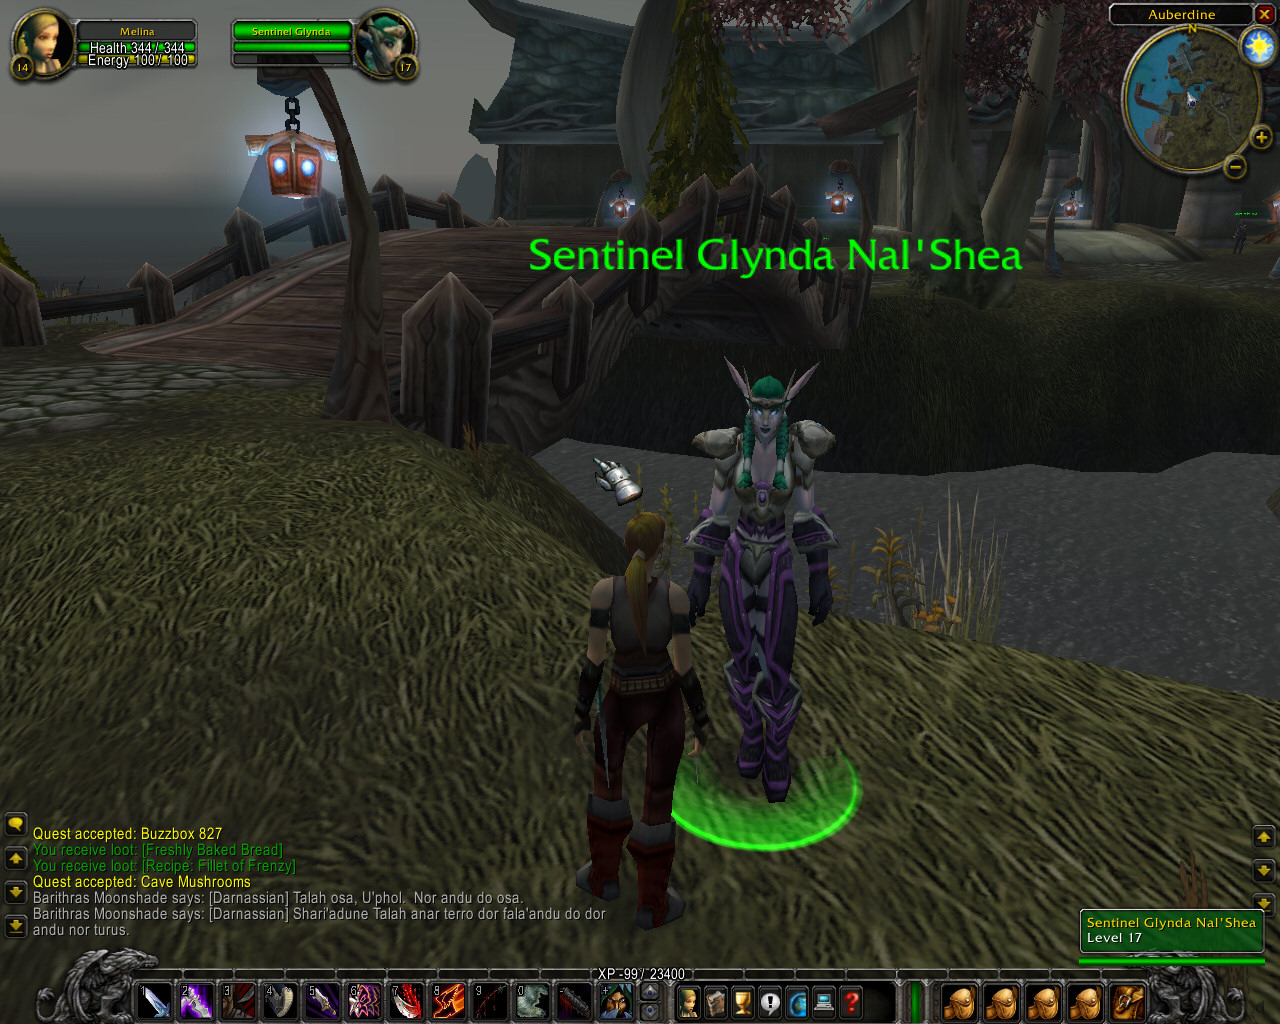 Melina
Health 344 / 344
Energy 100 / 100
14
Sentinel Glynda
17
Auberdine
N
Sentinel Glynda Nal'Shea
Quest accepted: Buzzbox 827
You receive loot: [Freshly Baked Bread]
You receive loot: [Recipe: Fillet of Frenzy]
Quest accepted: Cave Mushrooms
Barithras Moonshade says: [Darnassian] Talah osa, U'phol.  Nor andu do osa.
Barithras Moonshade says: [Darnassian] Shari'adune Talah anar terro dor fala'andu do dor
andu nor turus.
Sentinel Glynda Nal'Shea
Level 17
XP -99 / 23400
1 2 3 4 5 6 7 8 9 0 - +